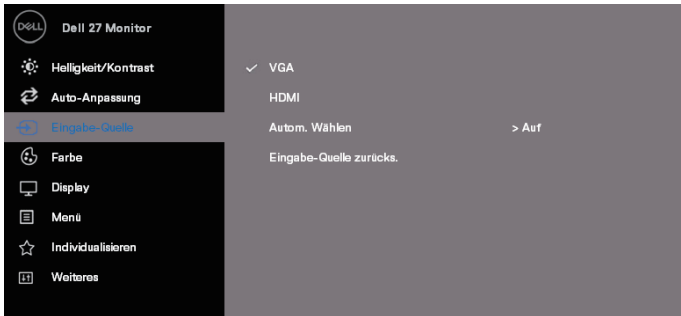 DELL
Dell 27 Monitor
Helligkeit/Kontrast
Auto-Anpassung
Eingabe-Quelle
Farbe
Display
Menü
Individualisieren
Weiteres
VGA
HDMI
Autom. Wählen > Auf
Eingabe-Quelle zurücks.